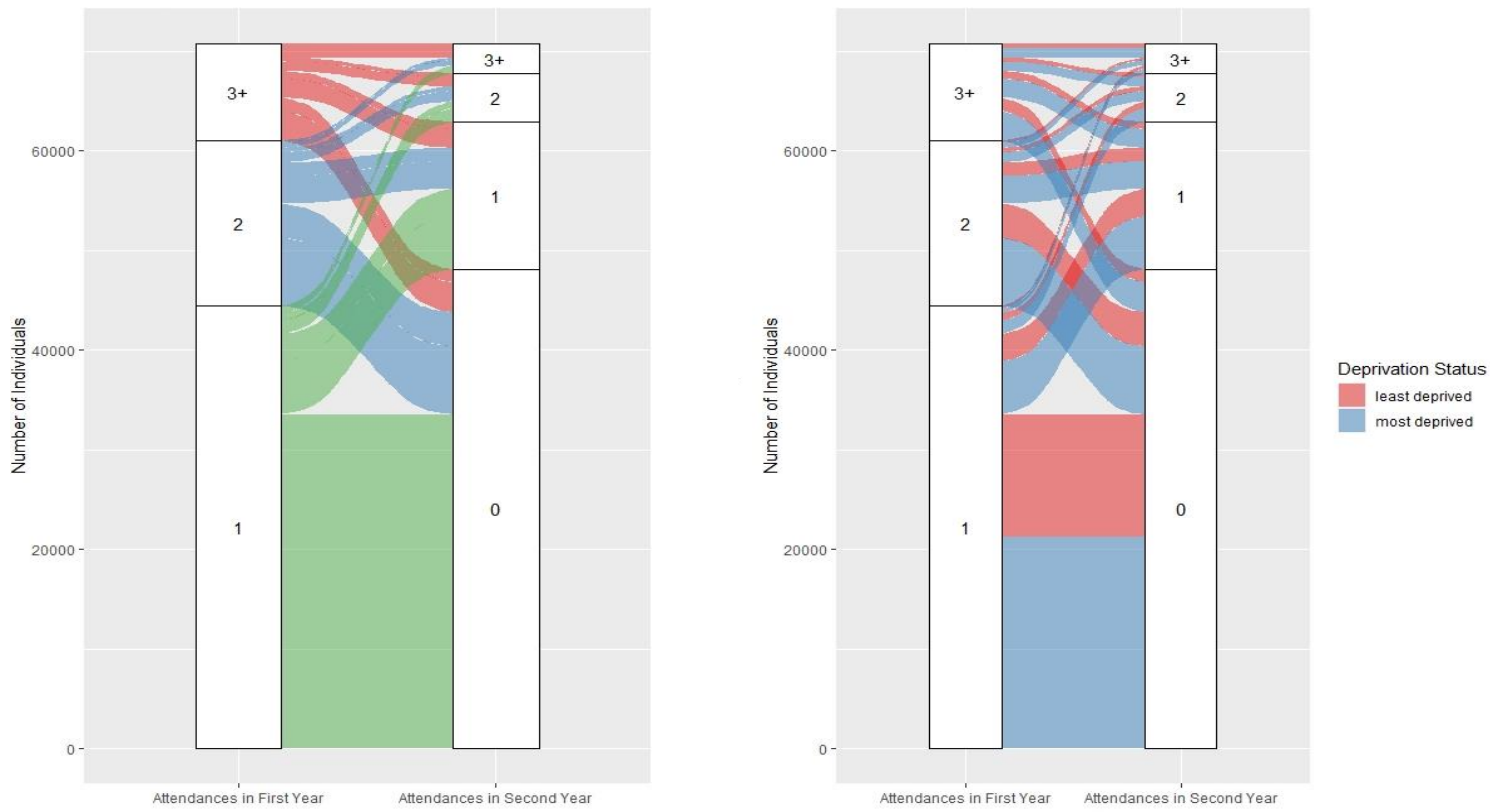 3+
3+
2
60000
2
1
40000
Number of Individuals
20000
1
0
0
Attendances in First Year
Attendances in Second Year
3+
3+
2
60000
2
1
40000
Number of Individuals
20000
1
0
0
Attendances in First Year
Attendances in Second Year
Deprivation Status
least deprived
most deprived